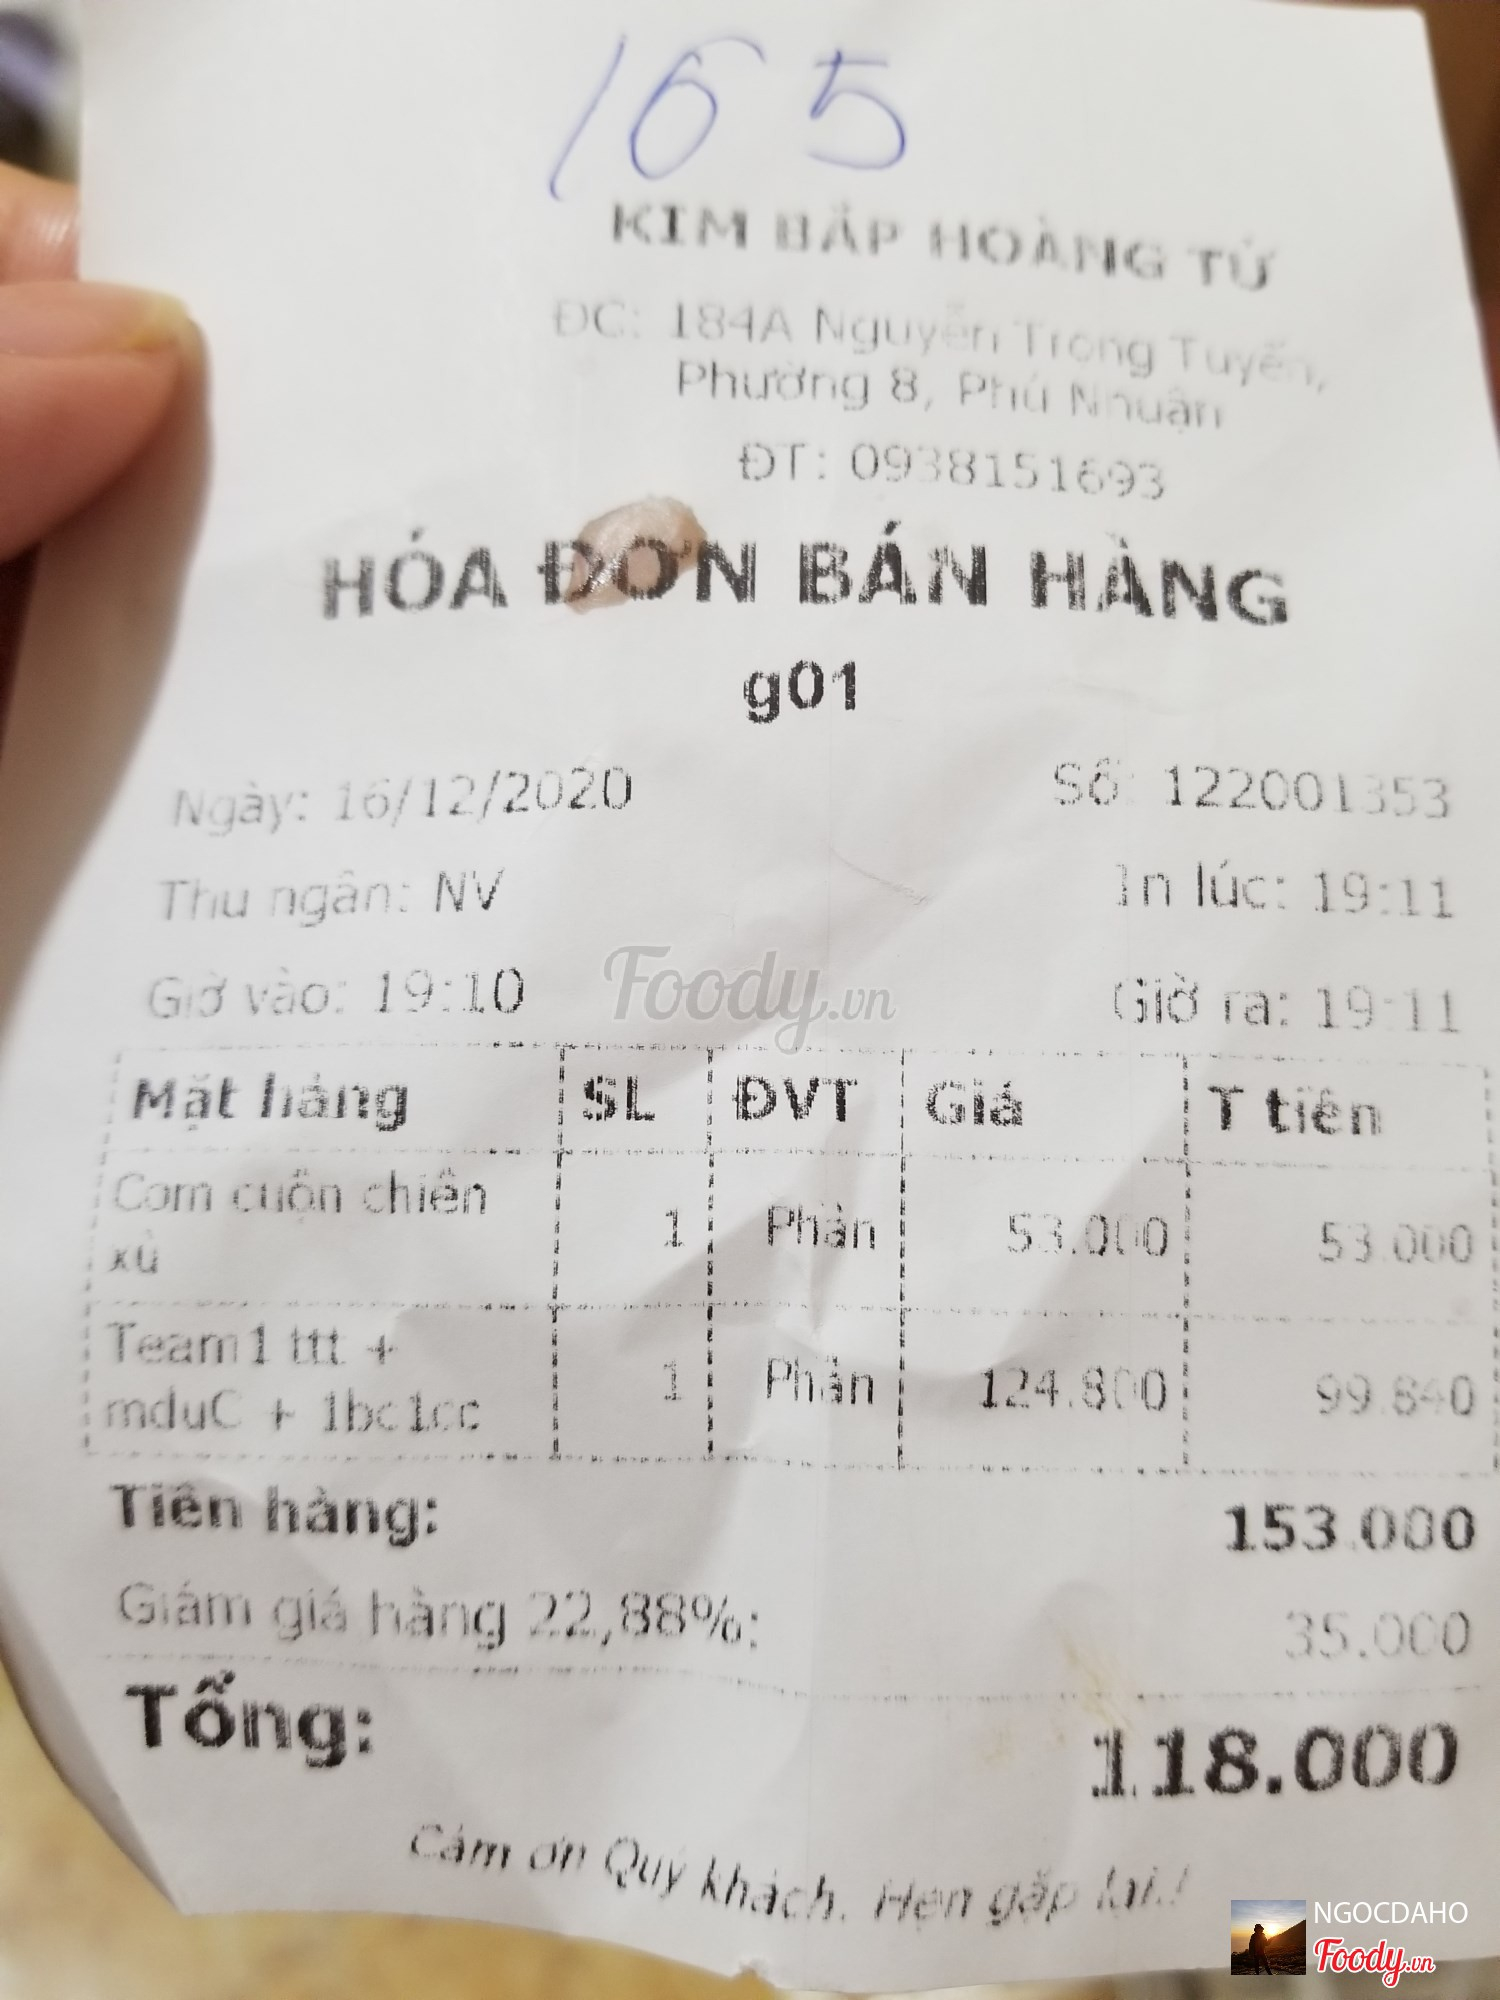 165
KIM BẮP HOÀNG TỬ
ĐC: 184A Nguyễn Trọng Tuyển,
Phường 8, Phú Nhuận
ĐT: 0938151693
HÓA ĐƠN BÁN HÀNG
g01
Ngày: 16/12/2020 Số: 122001353
Thu ngân: NV In lúc: 19:11
Giờ vào: 19:10 Giờ ra: 19:11
Foody.vn
Mặt hàng SL ĐVT Giá T tiền
Cơm cuộn chiên
xù 1 Phần 53.000 53.000
Team1 ttt +
mduC + 1bc1cc 1 Phần 124.800 99.840
Tiền hàng: 153.000
Giảm giá hàng 22,88%: 35.000
Tổng: 118.000
Cảm ơn Quý khách. Hẹn gặp lại!
NGOCDAHO
Foody.vn